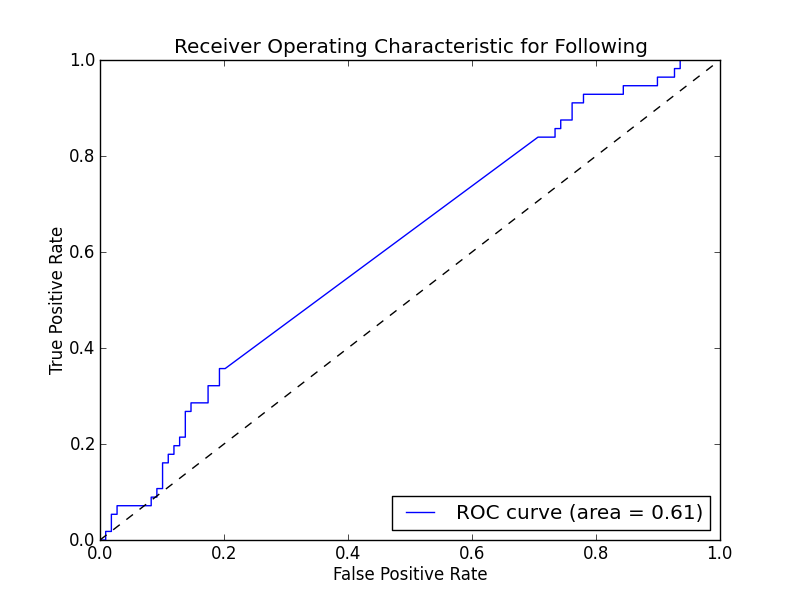 Receiver Operating Characteristic for Following
1.0
0.8
0.6
0.4
0.2
0.0
True Positive Rate
ROC curve (area = 0.61)
0.0 0.2 0.4 0.6 0.8 1.0
False Positive Rate